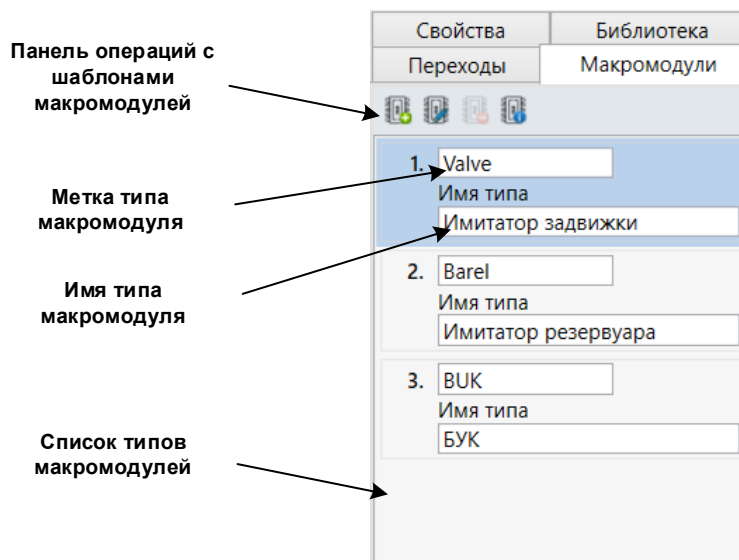 Панель операций с
шаблонами
макромодулей
Метка типа
макромодуля
Имя типа
макромодуля
Список типов
макромодулей
Свойства
Библиотека
Переходы
Макромодули
1. Valve
Имя типа
Имитатор задвижки
2. Barel
Имя типа
Имитатор резервуара
3. BUK
Имя типа
БУК